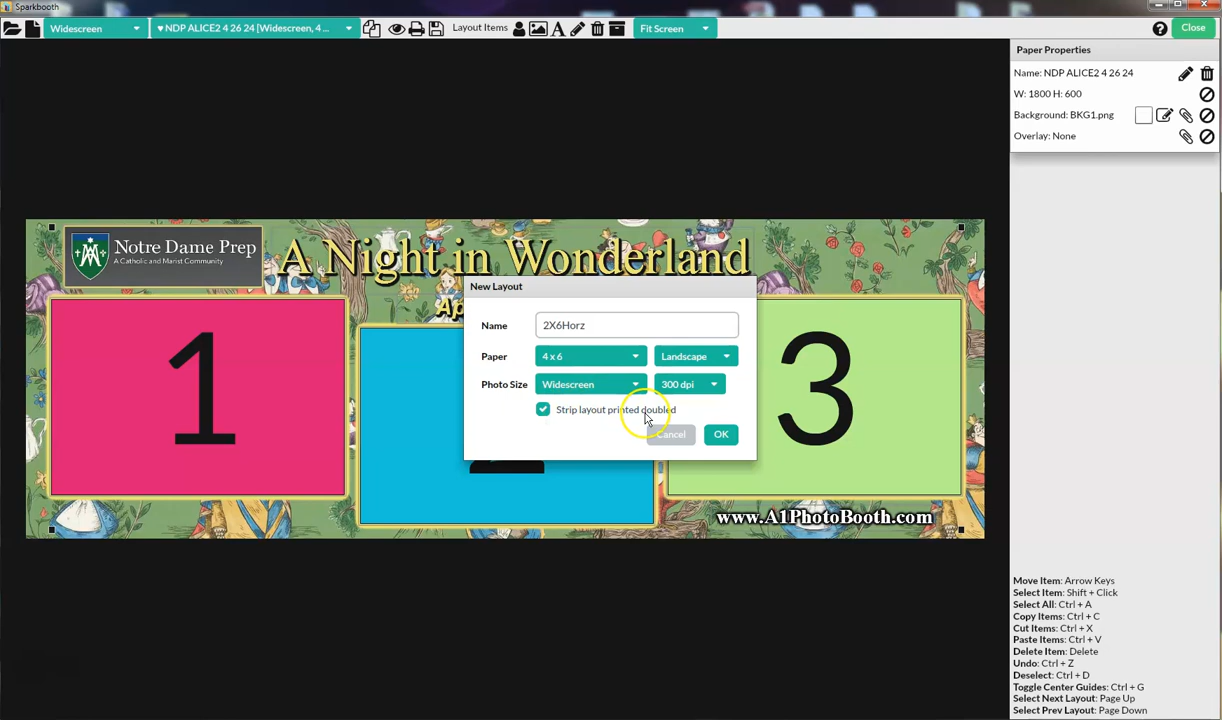 Sparkbooth
Widescreen
♥NDP ALICE2 4 26 24 [Widescreen, 4 ...
Layout Items
Fit Screen
Close
Paper Properties
Name: NDP ALICE2 4 26 24
W: 1800 H: 600
Background: BKG1.png
Overlay: None
Notre Dame Prep
A Catholic and Marist Community
A Night in Wonderland
1
3
www.A1PhotoBooth.com
New Layout
Name
2X6Horz
Paper
4 x 6
Landscape
Photo Size
Widescreen
300 dpi
Strip layout printed doubled
Cancel
OK
Move Item: Arrow Keys
Select Item: Shift + Click
Select All: Ctrl + A
Copy Items: Ctrl + C
Cut Items: Ctrl + X
Paste Items: Ctrl + V
Delete Item: Delete
Undo: Ctrl + Z
Deselect: Ctrl + D
Toggle Center Guides: Ctrl + G
Select Next Layout: Page Up
Select Prev Layout: Page Down